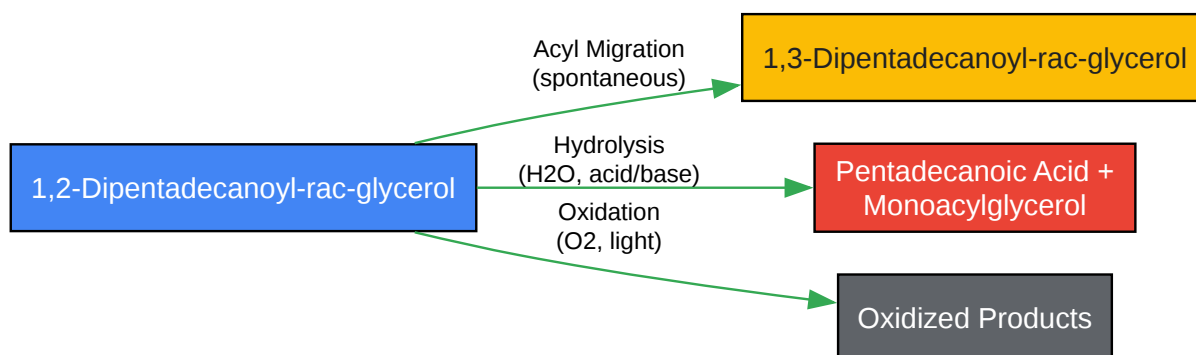 Acyl Migration
(spontaneous)
1,3-Dipentadecanoyl-rac-glycerol
1,2-Dipentadecanoyl-rac-glycerol
Hydrolysis
(H2O, acid/base)
Pentadecanoic Acid +
Monoacylglycerol
Oxidation
(O2, light)
Oxidized Products